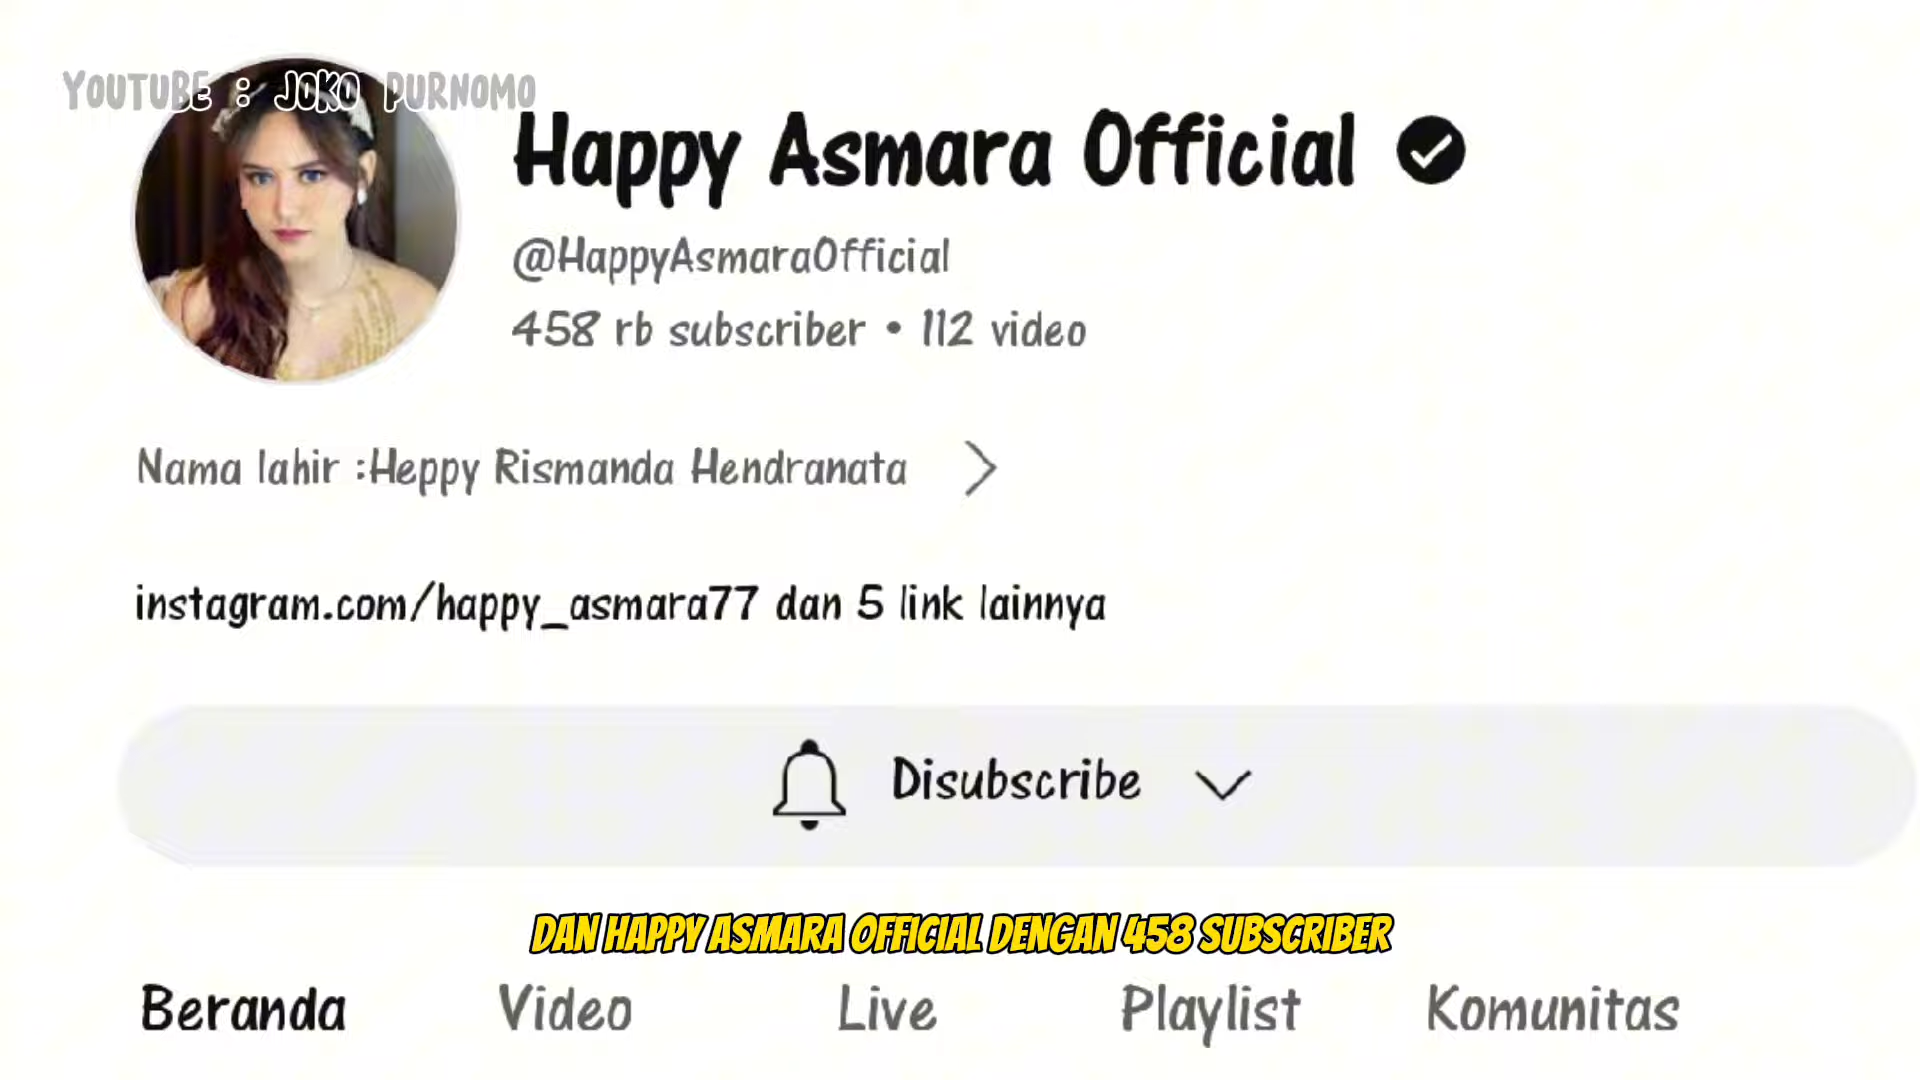 YOUTUBE : JOKO PURNOMO
Happy Asmara Official
@HappyAsmaraOfficial
458 rb subscriber • 112 video
Nama lahir :Heppy Rismanda Hendranata
instagram.com/happy_asmara77 dan 5 link lainnya
Disubscribe
DAN HAPPY ASMARA OFFICIAL DENGAN 458 SUBSCRIBER
Beranda Video Live Playlist Komunitas